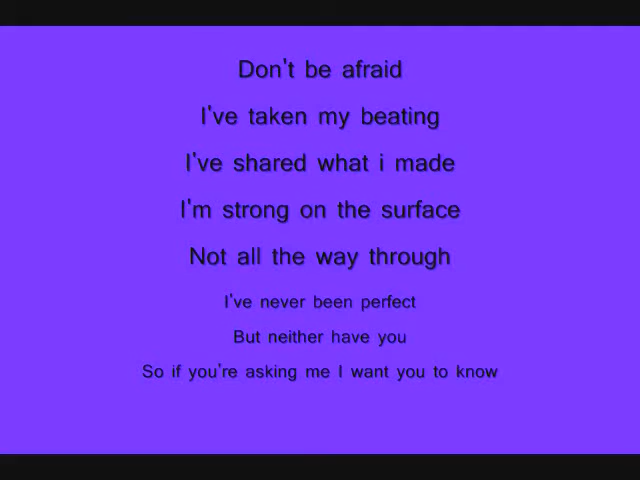 Don't be afraid
I've taken my beating
I've shared what i made
I'm strong on the surface
Not all the way through
I've never been perfect
But neither have you
So if you're asking me I want you to know